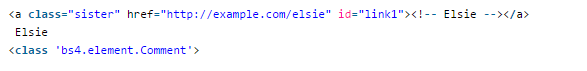 <a class="sister" href="http://example.com/elsie" id="link1"><!-- Elsie --></a>
Elsie
<class 'bs4.element.Comment'>